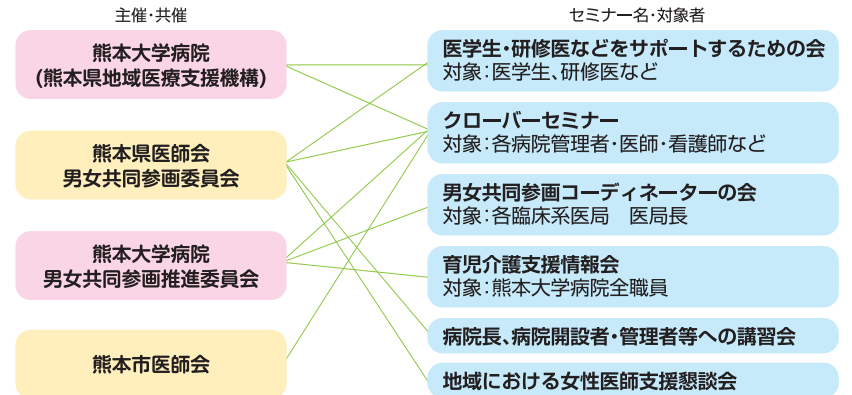 主催・共催
熊本大学病院
(熊本県地域医療支援機構)
熊本県医師会
男女共同参画委員会
熊本大学病院
男女共同参画推進委員会
熊本市医師会
セミナー名・対象者
医学生・研修医などをサポートするための会
対象:医学生、研修医など
クローバーセミナー
対象:各病院管理者・医師・看護師など
男女共同参画コーディネーターの会
対象:各臨床系医局　医局長
育児介護支援情報会
対象:熊本大学病院全職員
病院長、病院開設者・管理者等への講習会
地域における女性医師支援懇談会